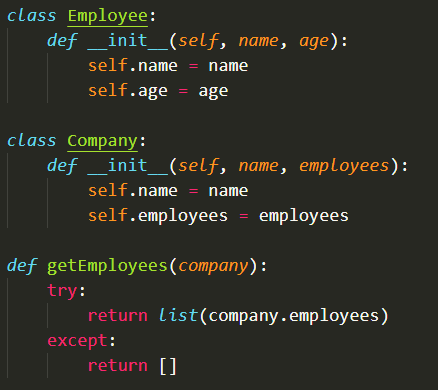 class Employee:
    def __init__(self, name, age):
        self.name = name
        self.age = age

class Company:
    def __init__(self, name, employees):
        self.name = name
        self.employees = employees

def getEmployees(company):
    try:
        return list(company.employees)
    except:
        return []